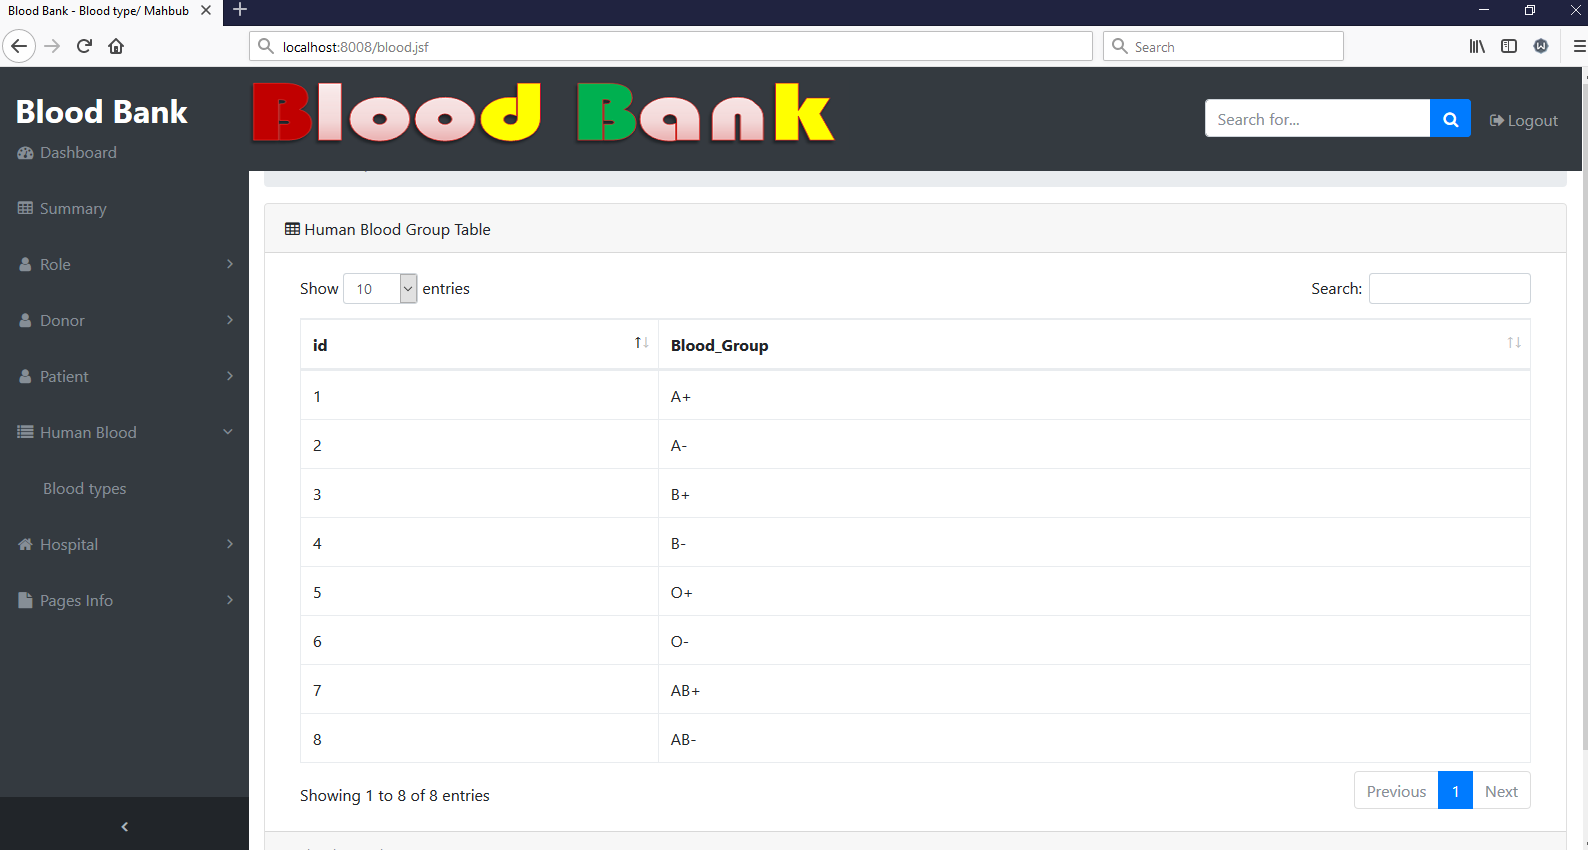 Blood Bank - Blood type/ Mahbub
localhost:8008/blood.jsf
Search
Blood Bank
Blood Bank
Search for...
Logout
Dashboard
Summary
Role
Donor
Patient
Human Blood
Blood types
Hospital
Pages Info
Human Blood Group Table
Show 10 entries
Search:
id Blood_Group
1 A+
2 A-
3 B+
4 B-
5 O+
6 O-
7 AB+
8 AB-
Showing 1 to 8 of 8 entries
Previous 1 Next